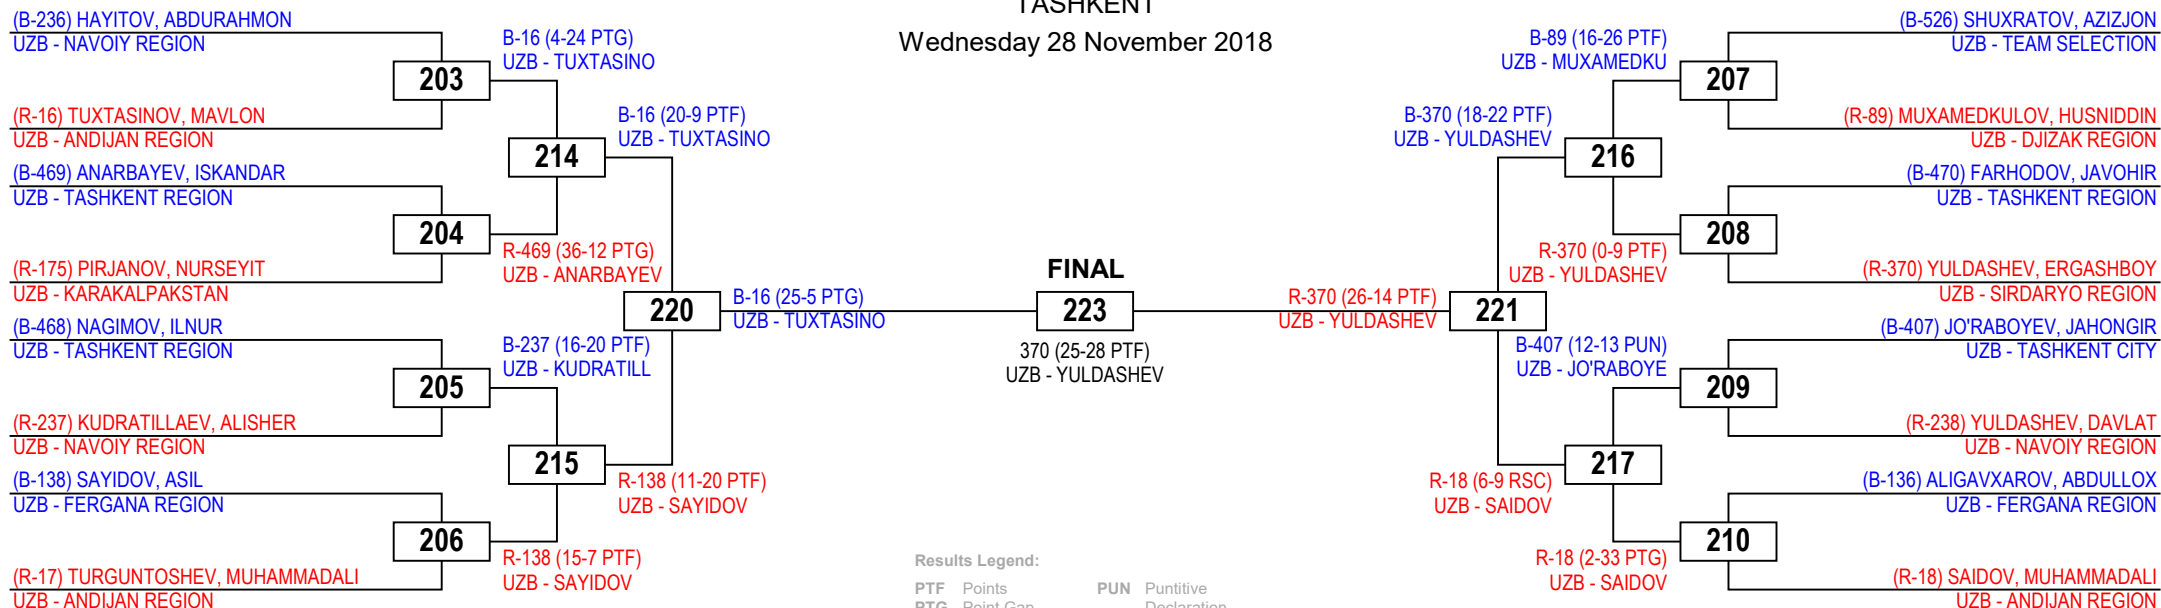 TASHKENT
Wednesday 28 November 2018
(B-236) HAYITOV, ABDURAHMON
UZB - NAVOIY REGION
203
(R-16) TUXTASINOV, MAVLON
UZB - ANDIJAN REGION
B-16 (4-24 PTG)
UZB - TUXTASINO
(B-469) ANARBAYEV, ISKANDAR
UZB - TASHKENT REGION
204
(R-175) PIRJANOV, NURSEYIT
UZB - KARAKALPAKSTAN
R-469 (36-12 PTG)
UZB - ANARBAYEV
214
B-16 (20-9 PTF)
UZB - TUXTASINO
(B-468) NAGIMOV, ILNUR
UZB - TASHKENT REGION
205
(R-237) KUDRATILLAEV, ALISHER
UZB - NAVOIY REGION
B-237 (16-20 PTF)
UZB - KUDRATILL
(B-138) SAYIDOV, ASIL
UZB - FERGANA REGION
206
(R-17) TURGUNTOSHEV, MUHAMMADALI
UZB - ANDIJAN REGION
R-138 (15-7 PTF)
UZB - SAYIDOV
215
R-138 (11-20 PTF)
UZB - SAYIDOV
220
B-16 (25-5 PTG)
UZB - TUXTASINO
FINAL
223
370 (25-28 PTF)
UZB - YULDASHEV
R-370 (26-14 PTF)
UZB - YULDASHEV
221
B-370 (18-22 PTF)
UZB - YULDASHEV
216
B-89 (16-26 PTF)
UZB - MUXAMEDKU
207
(B-526) SHUXRATOV, AZIZJON
UZB - TEAM SELECTION
(R-89) MUXAMEDKULOV, HUSNIDDIN
UZB - DJIZAK REGION
R-370 (0-9 PTF)
UZB - YULDASHEV
208
(B-470) FARHODOV, JAVOHIR
UZB - TASHKENT REGION
(R-370) YULDASHEV, ERGASHBOY
UZB - SIRDARYO REGION
R-18 (6-9 RSC)
UZB - SAIDOV
217
B-407 (12-13 PUN)
UZB - JO'RABOYE
209
(B-407) JO'RABOYEV, JAHONGIR
UZB - TASHKENT CITY
(R-238) YULDASHEV, DAVLAT
UZB - NAVOIY REGION
R-18 (2-33 PTG)
UZB - SAIDOV
210
(B-136) ALIGAVXAROV, ABDULLOX
UZB - FERGANA REGION
(R-18) SAIDOV, MUHAMMADALI
UZB - ANDIJAN REGION
Results Legend:
PTF Points PUN Puntitive
PTG Point Gap Declaration